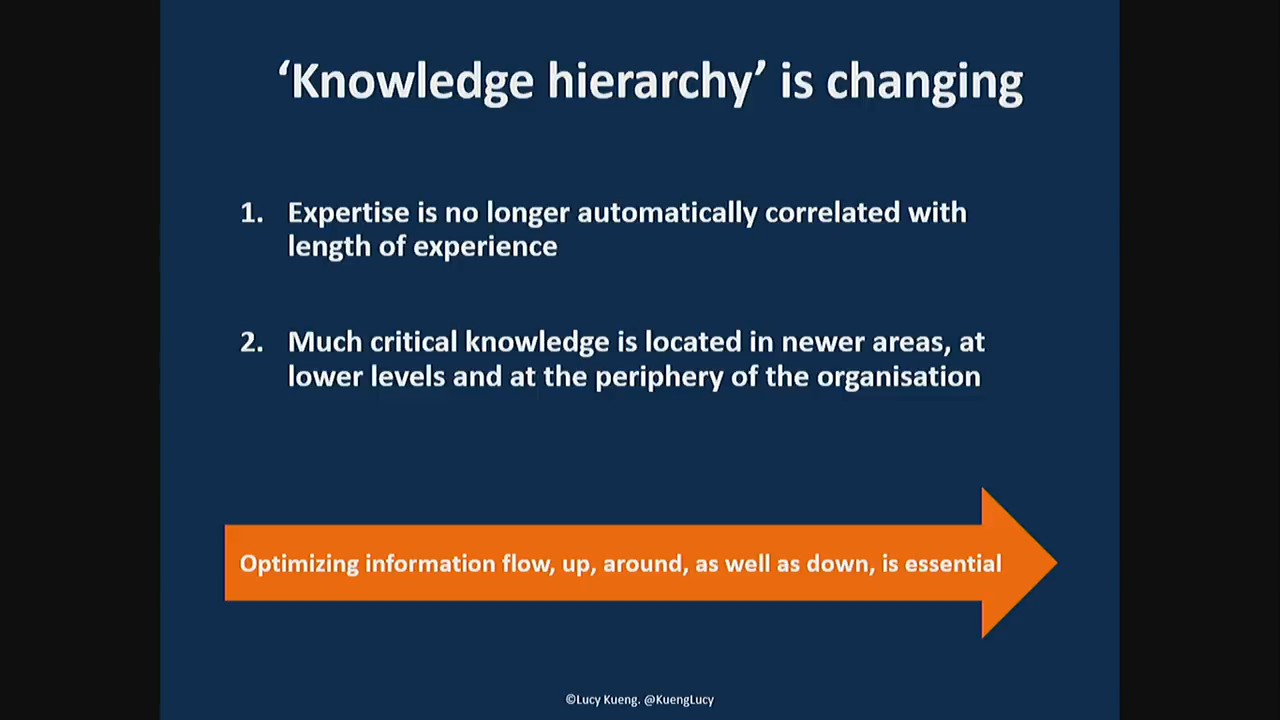 ‘Knowledge hierarchy’ is changing
1. Expertise is no longer automatically correlated with
length of experience
2. Much critical knowledge is located in newer areas, at
lower levels and at the periphery of the organisation
Optimizing information flow, up, around, as well as down, is essential
©Lucy Kueng. @KuengLucy